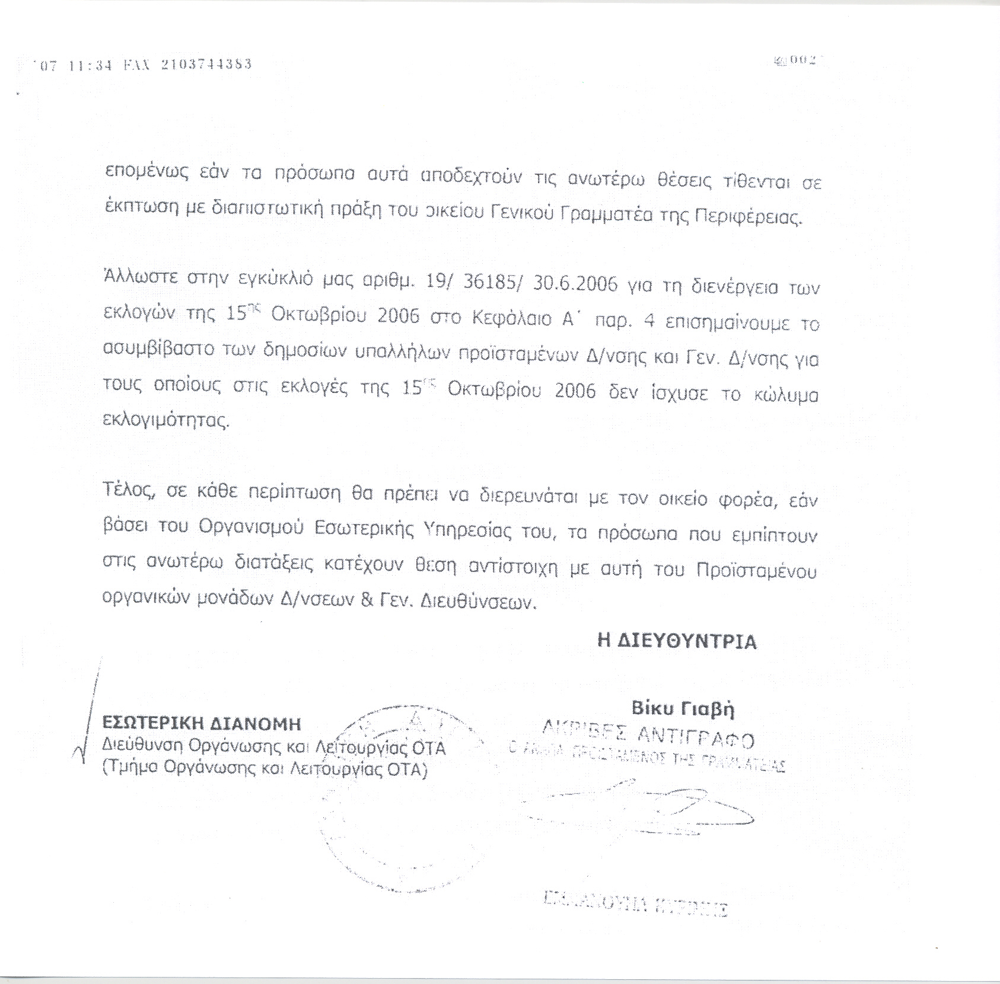 '07 11:34 FAX 2103744383
002
επομένως εάν τα πρόσωπα αυτά αποδεχτούν τις ανωτέρω θέσεις τίθενται σε
έκπτωση με διαπιστωτική πράξη του οικείου Γενικού Γραμματέα της Περιφέρειας.
Άλλωστε στην εγκύκλιό μας αριθμ. 19/ 36185/ 30.6.2006 για τη διενέργεια των
εκλογών της 15ης Οκτωβρίου 2006 στο Κεφάλαιο Α΄ παρ. 4 επισημαίνουμε το
ασυμβίβαστο των δημοσίων υπαλλήλων προϊσταμένων Δ/νσης και Γεν. Δ/νσης για
τους οποίους στις εκλογές της 15ης Οκτωβρίου 2006 δεν ίσχυσε το κώλυμα
εκλογιμότητας.
Τέλος, σε κάθε περίπτωση θα πρέπει να διερευνάται με τον οικείο φορέα, εάν
βάσει του Οργανισμού Εσωτερικής Υπηρεσίας του, τα πρόσωπα που εμπίπτουν
στις ανωτέρω διατάξεις κατέχουν θεση αντίστοιχη με αυτή του Προϊσταμένου
οργανικών μονάδων Δ/νσεων & Γεν. Διευθύνσεων.
Η ΔΙΕΥΘΥΝΤΡΙΑ
Βίκυ Γιαβή
ΑΚΡΙΒΕΣ ΑΝΤΙΓΡΑΦΟ
Ο ΠΡΟΪΣΤΑΜΕΝΟΣ ΤΗΣ ΓΡΑΜΜΑΤΕΙΑΣ
ΕΣΩΤΕΡΙΚΗ ΔΙΑΝΟΜΗ
Διεύθυνση Οργάνωσης και Λειτουργίας ΟΤΑ
(Τμήμα Οργάνωσης και Λειτουργίας ΟΤΑ)
ΕΜΜΑΝΟΥΗΛ